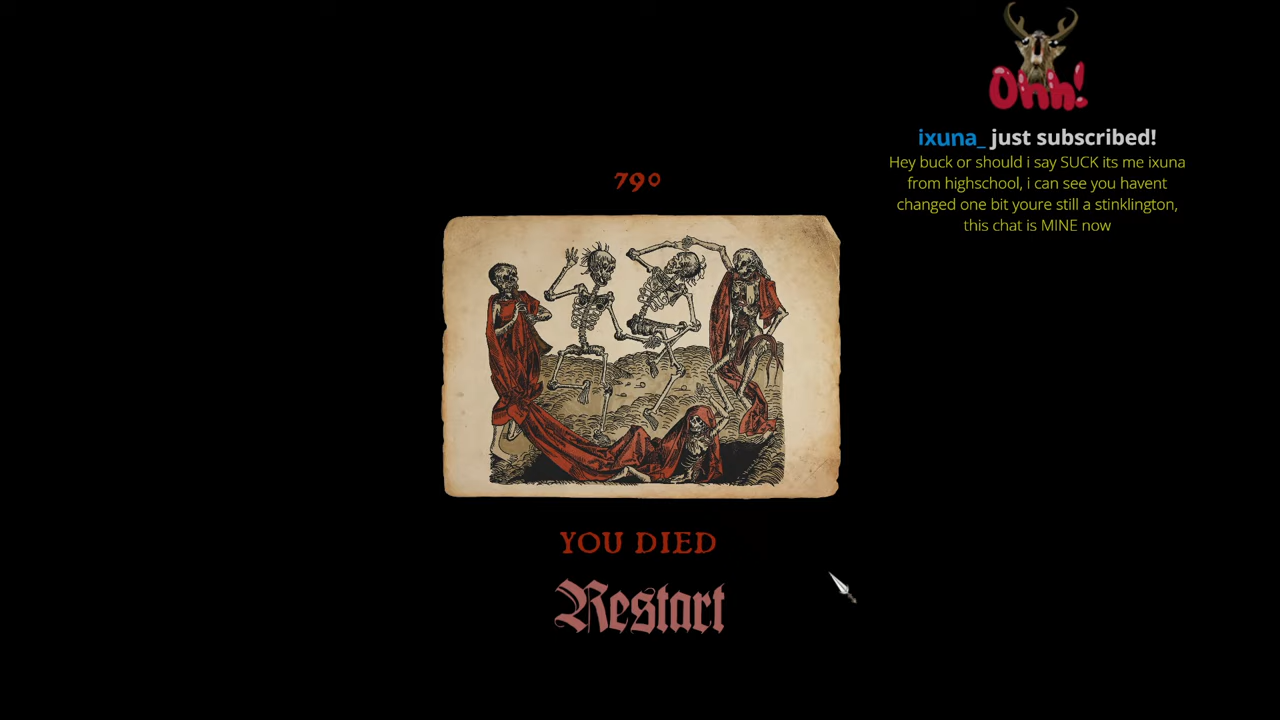 Ohh!
ixuna_ just subscribed!
Hey buck or should i say SUCK its me ixuna
from highschool, i can see you havent
changed one bit youre still a stinklington,
this chat is MINE now
790
YOU DIED
Restart